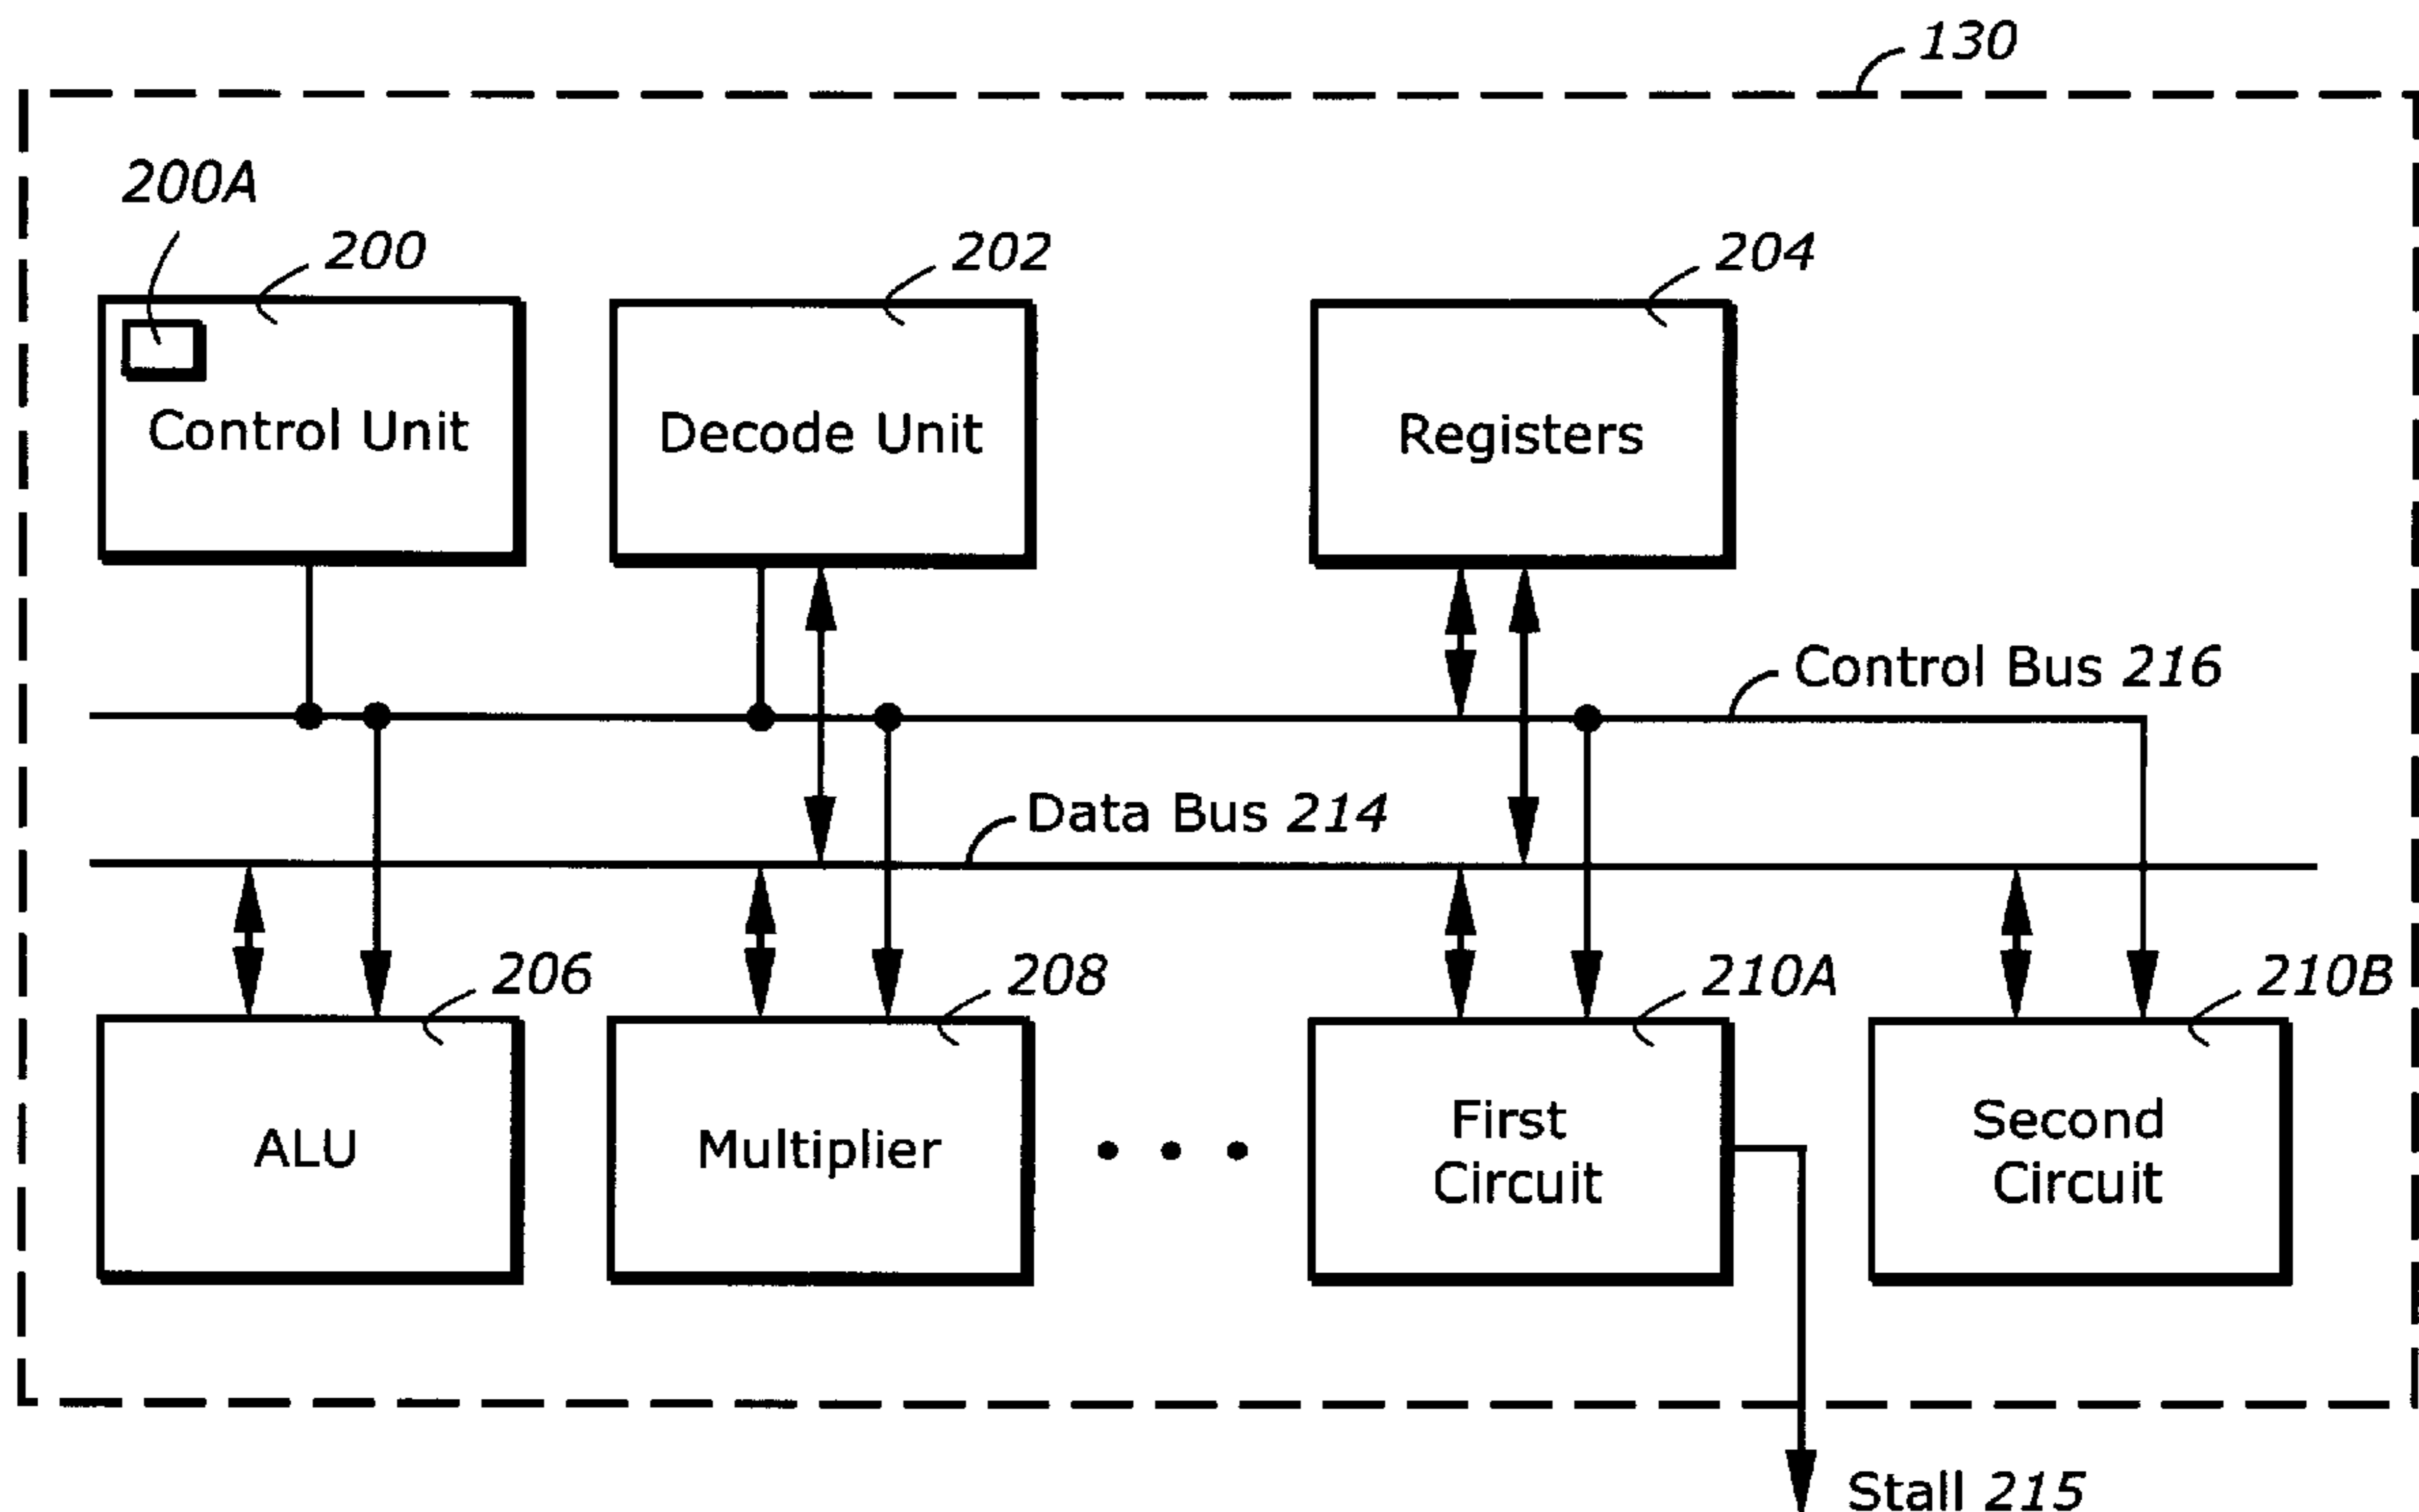 130
200A
200
202
204
Control Unit
Decode Unit
Registers
Control Bus 216
Data Bus 214
206
208
210A
210B
ALU
Multiplier
First
Circuit
Second
Circuit
Stall 215